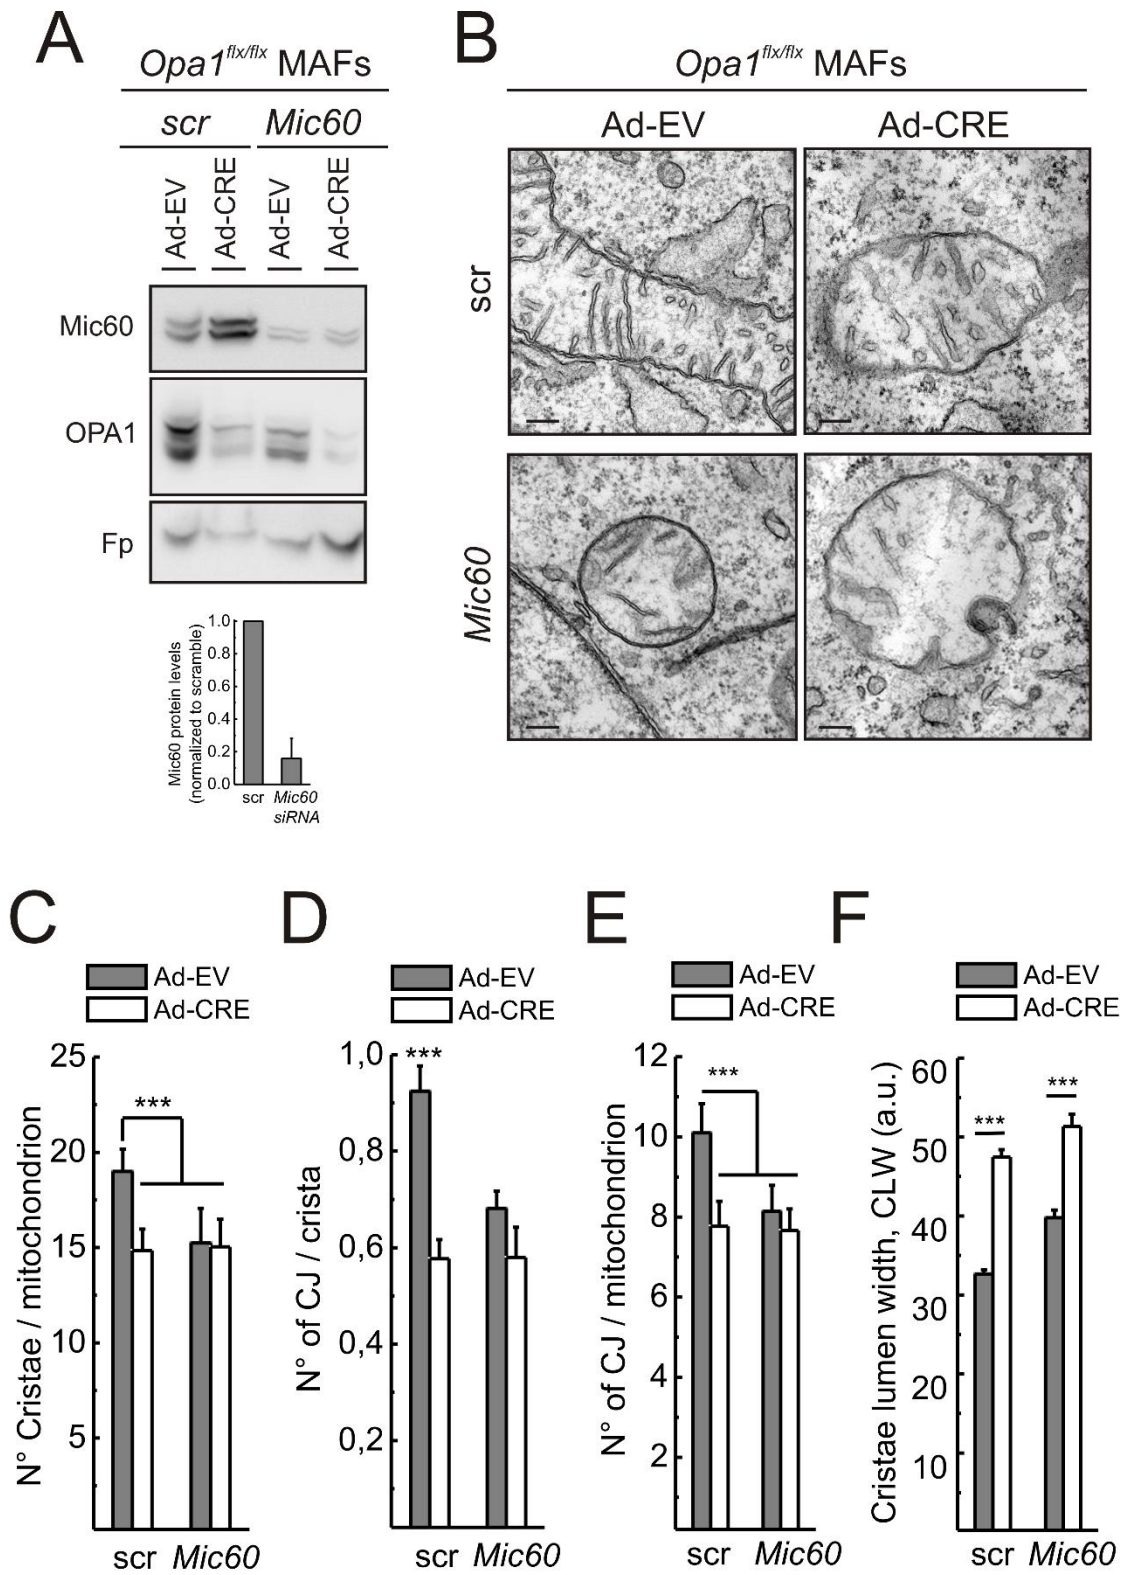 A
Opa1flx/flx MAFs
scr Mic60
Ad-EV
Ad-CRE
Ad-EV
Ad-CRE
Mic60
OPA1
Fp
Mic60 protein levels
(normalized to scramble)
1.0
0.8
0.6
0.4
0.2
0.0
scr Mic60
siRNA
B
Opa1flx/flx MAFs
Ad-EV Ad-CRE
scr
Mic60
C
Ad-EV
Ad-CRE
N° Cristae / mitochondrion
25
20
15
10
5
***
scr Mic60
D
Ad-EV
Ad-CRE
N° of CJ / crista
1,0
0,8
0,6
0,4
0,2
***
scr Mic60
E
Ad-EV
Ad-CRE
N° of CJ / mitochondrion
12
10
8
6
4
2
***
scr Mic60
F
Ad-EV
Ad-CRE
Cristae lumen width, CLW (a.u.)
60
50
40
30
20
10
***
***
scr Mic60